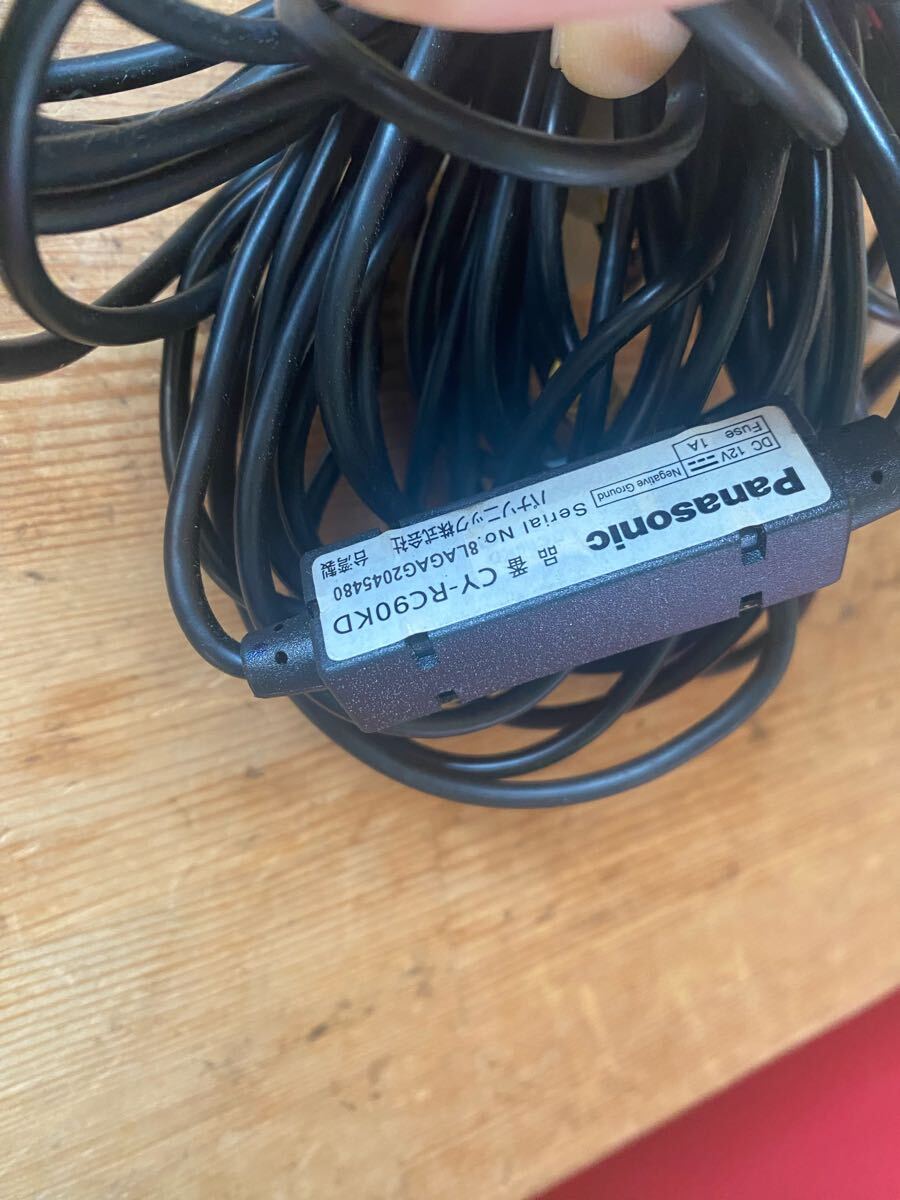 Panasonic
DC 12V
Fuse 1A
Negative Ground
品番 CY-RC90KD
Serial No.8LAGAG2045480
パナソニック株式会社 台湾製